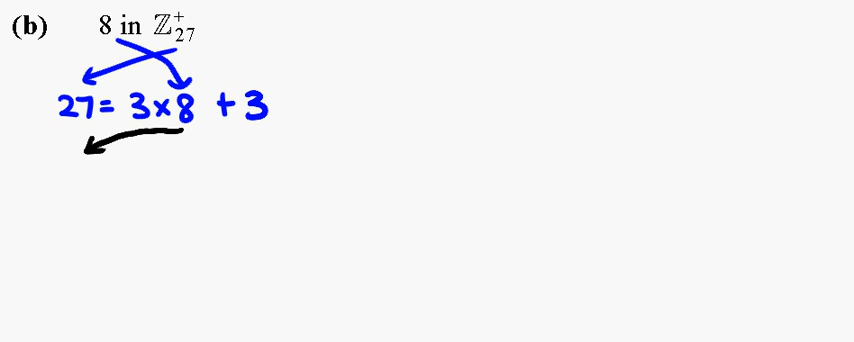 (b) 8 in ℤ⁺₂₇
27 = 3 × 8 + 3